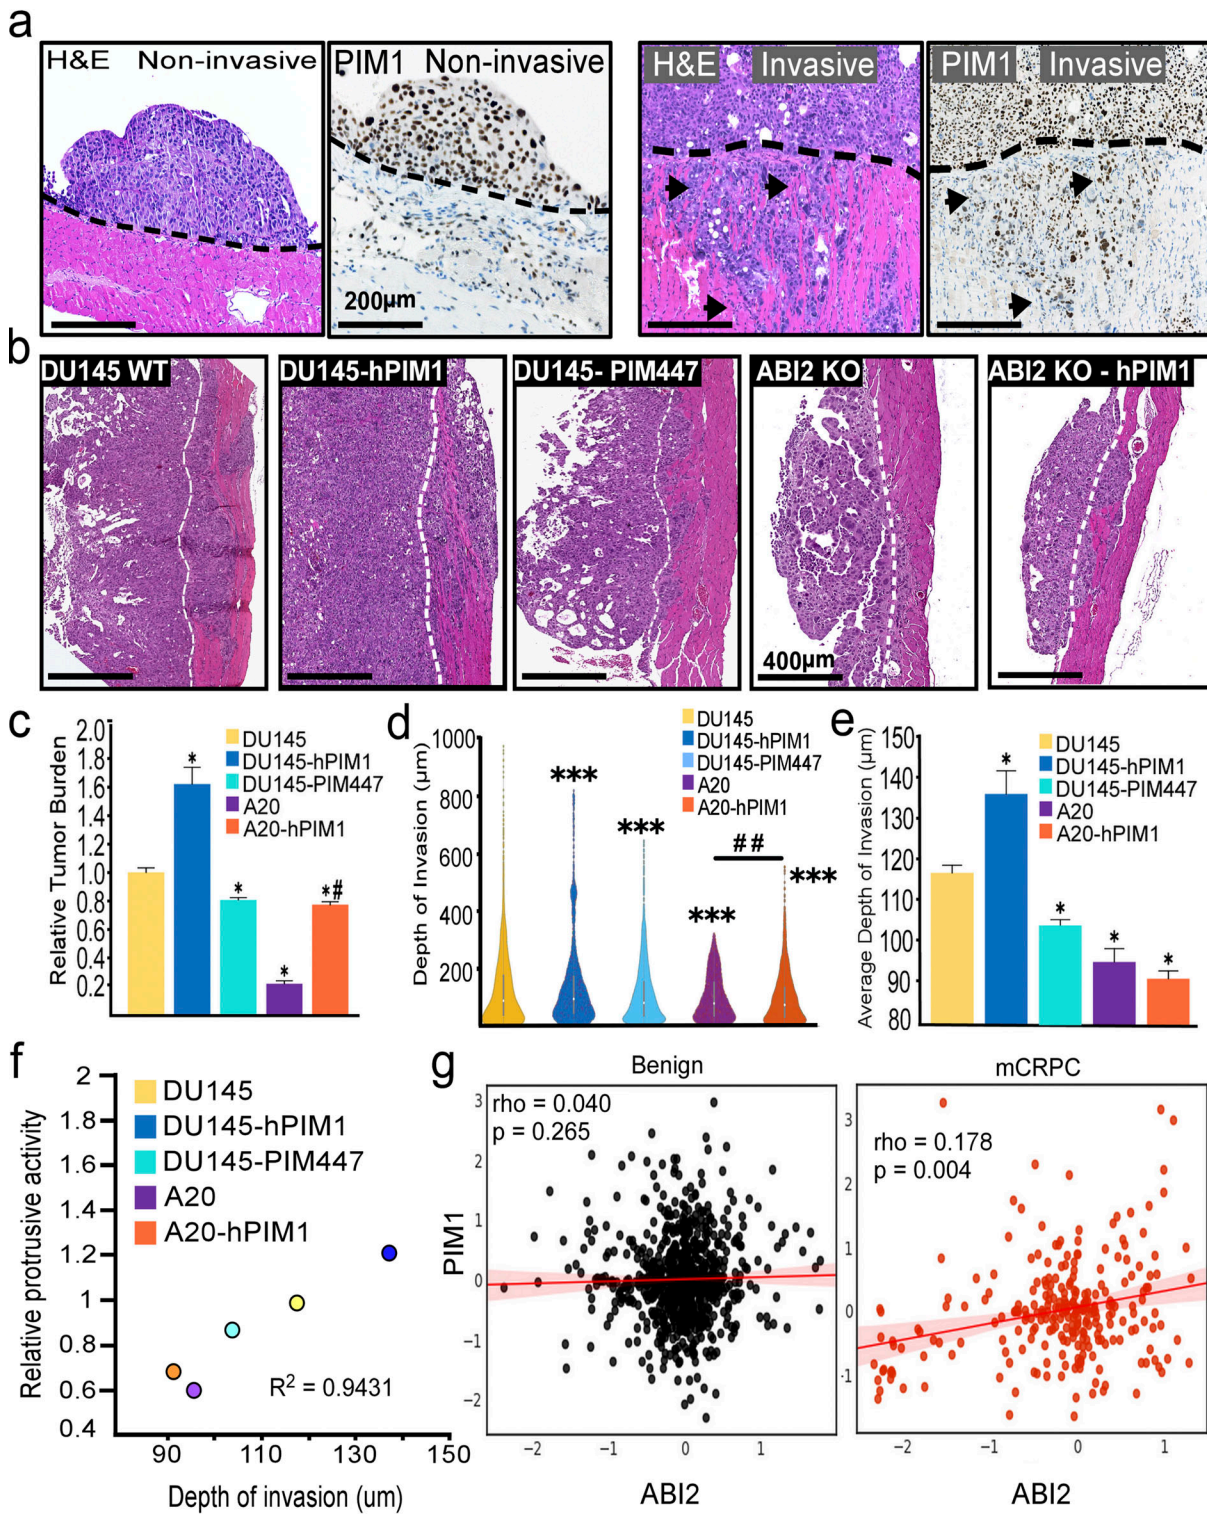 a
H&E Non-invasive
PIM1 Non-invasive
200µm
H&E Invasive
PIM1 Invasive
b
DU145 WT
DU145-hPIM1
DU145- PIM447
ABI2 KO
400µm
ABI2 KO - hPIM1
c
Relative Tumor Burden
2.0
1.8
1.6
1.4
1.2
1.0
0.8
0.6
0.4
0.2
DU145
DU145-hPIM1
DU145-PIM447
A20
A20-hPIM1
*
*
*
*#
d
Depth of Invasion (µm)
1000
800
600
400
200
DU145
DU145-hPIM1
DU145-PIM447
A20
A20-hPIM1
***
***
***
##
***
e
Average Depth of Invasion (µm)
150
140
130
120
110
100
90
80
DU145
DU145-hPIM1
DU145-PIM447
A20
A20-hPIM1
*
*
*
*
f
Relative protrusive activity
2
1.8
1.6
1.4
1.2
1
0.8
0.6
0.4
DU145
DU145-hPIM1
DU145-PIM447
A20
A20-hPIM1
R2 = 0.9431
90
110
130
150
Depth of invasion (um)
g
Benign
rho = 0.040
p = 0.265
PIM1
3
2
1
0
−1
−2
−2
−1
0
1
ABI2
mCRPC
rho = 0.178
p = 0.004
3
2
1
0
-1
−2
−1
0
1
ABI2